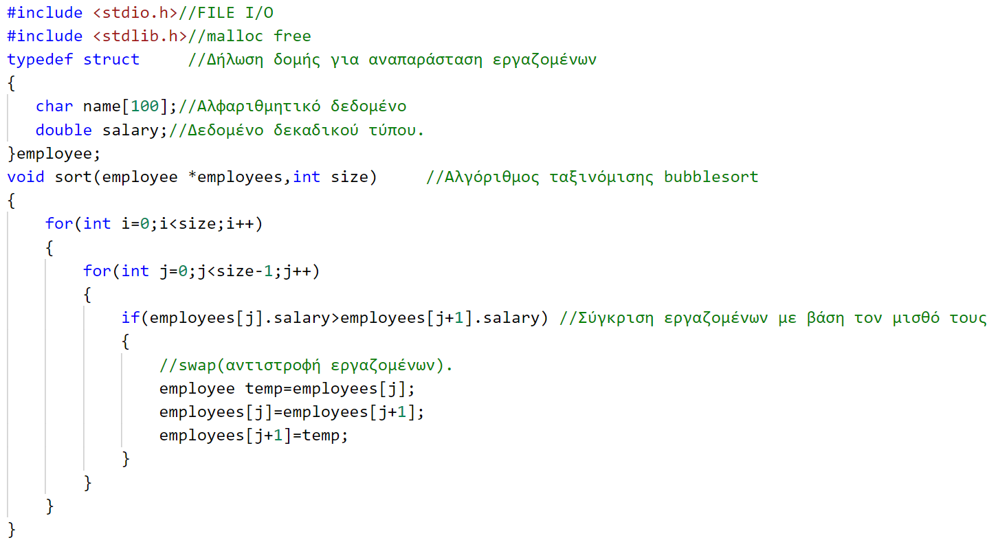 #include <stdio.h>//FILE I/O
#include <stdlib.h>//malloc free
typedef struct     //Δήλωση δομής για αναπαράσταση εργαζομένων
{
   char name[100];//Αλφαριθμητικό δεδομένο
   double salary;//Δεδομένο δεκαδικού τύπου.
}employee;
void sort(employee *employees,int size)     //Αλγόριθμος ταξινόμισης bubblesort
{
    for(int i=0;i<size;i++)
    {
        for(int j=0;j<size-1;j++)
        {
            if(employees[j].salary>employees[j+1].salary) //Σύγκριση εργαζομένων με βάση τον μισθό τους
            {
                //swap(αντιστροφή εργαζομένων).
                employee temp=employees[j];
                employees[j]=employees[j+1];
                employees[j+1]=temp;
            }
        }
    }
}